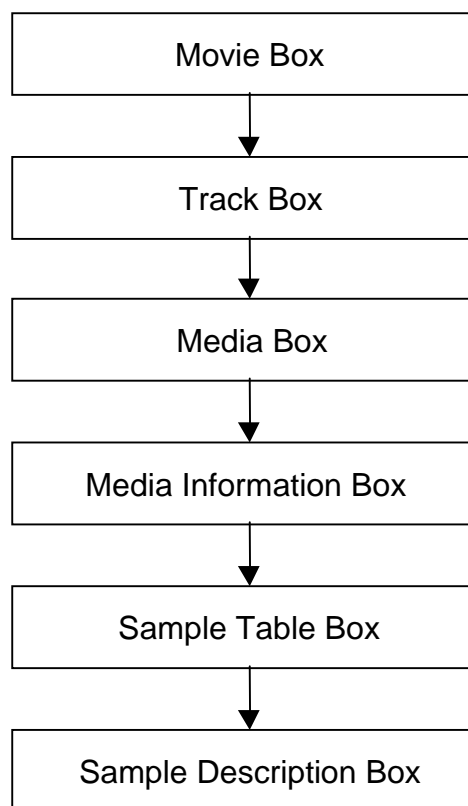 Movie Box
Track Box
Media Box
Media Information Box
Sample Table Box
Sample Description Box